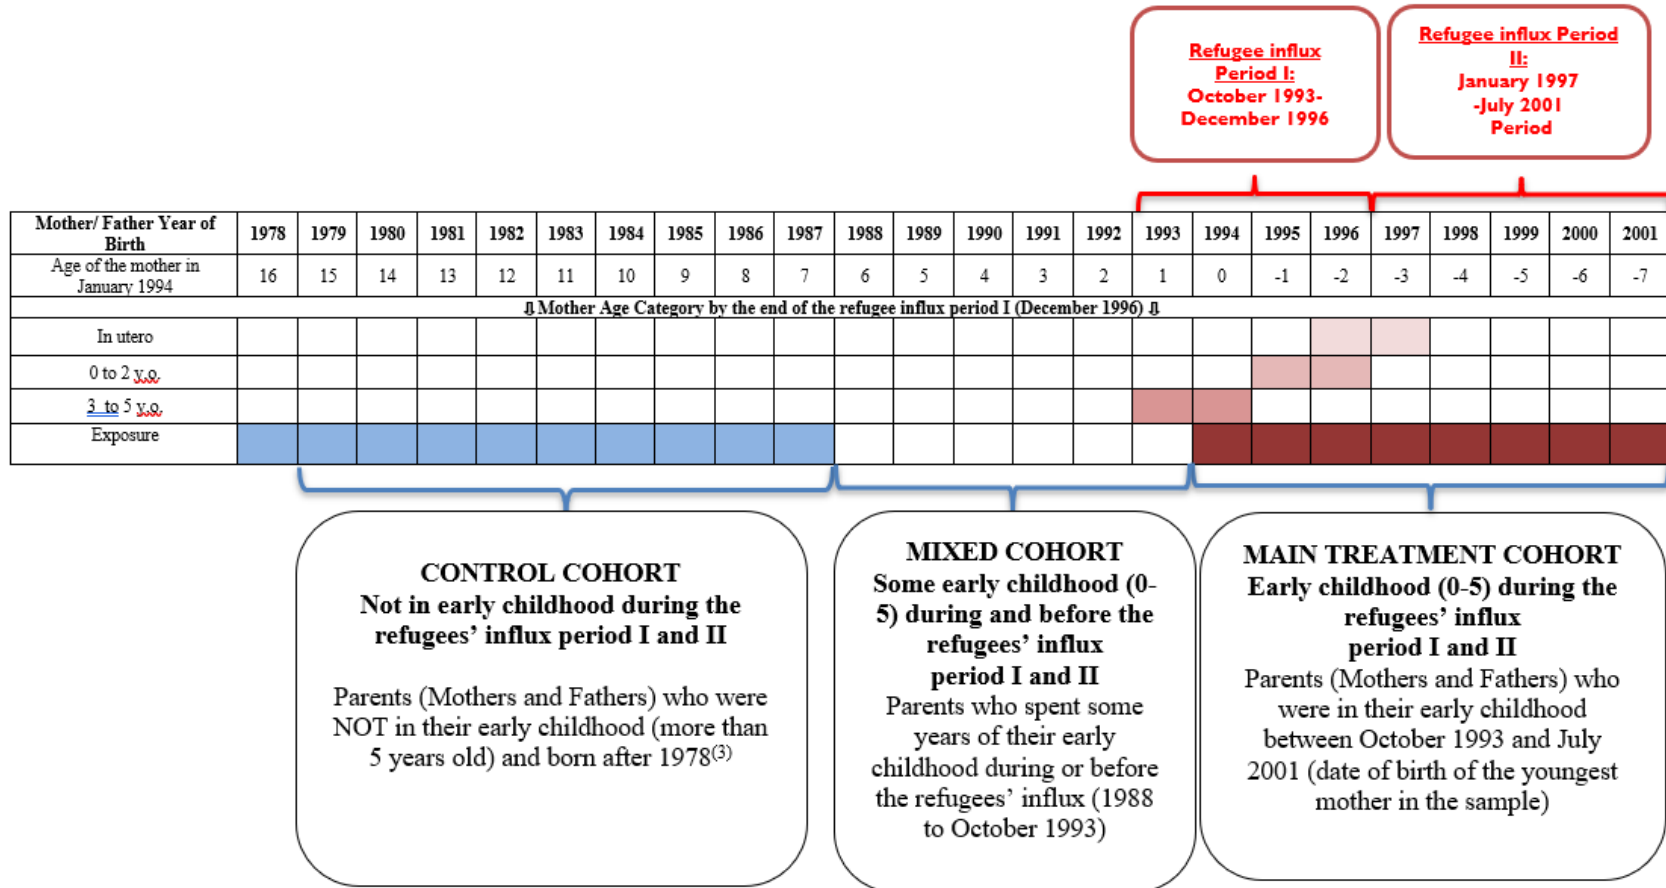 Refugee influx
Period I:
October 1993-
December 1996
Refugee influx Period
II:
January 1997
-July 2001
Period
Mother/ Father Year of
Birth
1978 1979 1980 1981 1982 1983 1984 1985 1986 1987 1988 1989 1990 1991 1992 1993 1994 1995 1996 1997 1998 1999 2000 2001
Age of the mother in
January 1994
16 15 14 13 12 11 10 9 8 7 6 5 4 3 2 1 0 -1 -2 -3 -4 -5 -6 -7
⇩Mother Age Category by the end of the refugee influx period I (December 1996) ⇩
In utero
0 to 2 y.o.
3 to 5 y.o.
Exposure
CONTROL COHORT
Not in early childhood during the
refugees’ influx period I and II
Parents (Mothers and Fathers) who were
NOT in their early childhood (more than
5 years old) and born after 1978(3)
MIXED COHORT
Some early childhood (0-
5) during and before the
refugees’ influx
period I and II
Parents who spent some
years of their early
childhood during or before
the refugees’ influx (1988
to October 1993)
MAIN TREATMENT COHORT
Early childhood (0-5) during the
refugees’ influx
period I and II
Parents (Mothers and Fathers) who
were in their early childhood
between October 1993 and July
2001 (date of birth of the youngest
mother in the sample)